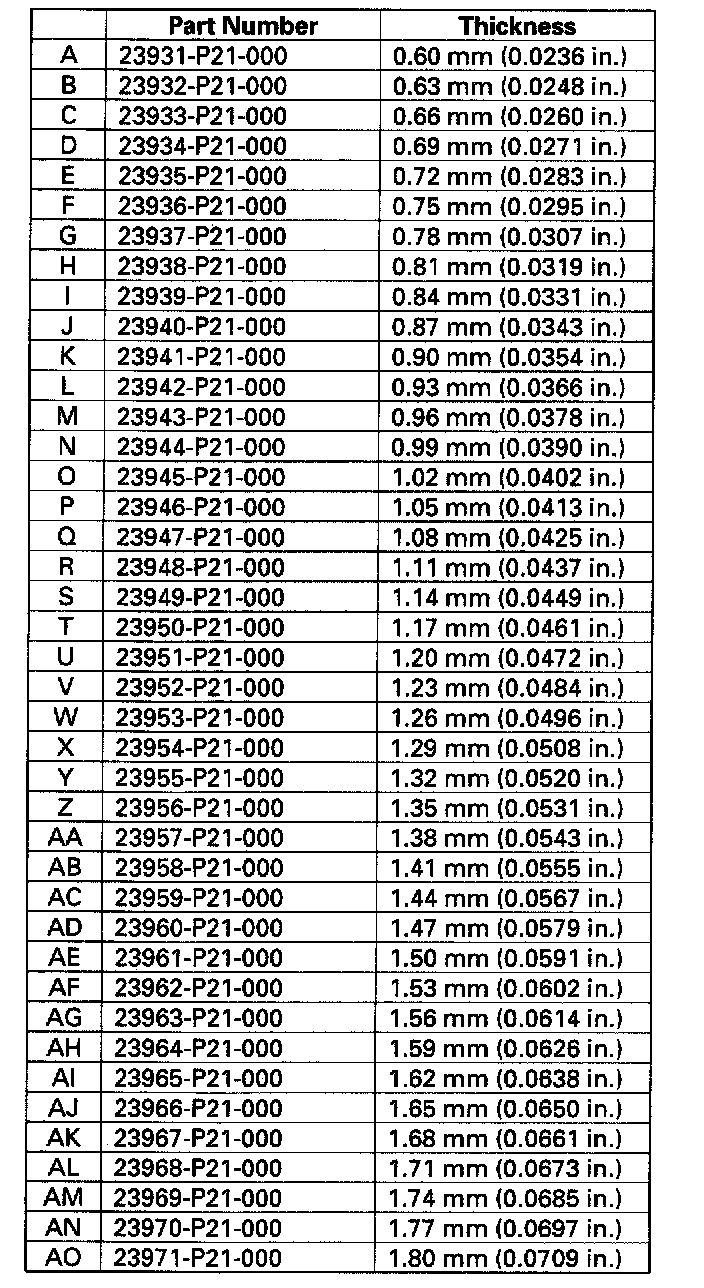 Part Number Thickness
A 23931-P21-000 0.60 mm (0.0236 in.)
B 23932-P21-000 0.63 mm (0.0248 in.)
C 23933-P21-000 0.66 mm (0.0260 in.)
D 23934-P21-000 0.69 mm (0.0271 in.)
E 23935-P21-000 0.72 mm (0.0283 in.)
F 23936-P21-000 0.75 mm (0.0295 in.)
G 23937-P21-000 0.78 mm (0.0307 in.)
H 23938-P21-000 0.81 mm (0.0319 in.)
I 23939-P21-000 0.84 mm (0.0331 in.)
J 23940-P21-000 0.87 mm (0.0343 in.)
K 23941-P21-000 0.90 mm (0.0354 in.)
L 23942-P21-000 0.93 mm (0.0366 in.)
M 23943-P21-000 0.96 mm (0.0378 in.)
N 23944-P21-000 0.99 mm (0.0390 in.)
O 23945-P21-000 1.02 mm (0.0402 in.)
P 23946-P21-000 1.05 mm (0.0413 in.)
Q 23947-P21-000 1.08 mm (0.0425 in.)
R 23948-P21-000 1.11 mm (0.0437 in.)
S 23949-P21-000 1.14 mm (0.0449 in.)
T 23950-P21-000 1.17 mm (0.0461 in.)
U 23951-P21-000 1.20 mm (0.0472 in.)
V 23952-P21-000 1.23 mm (0.0484 in.)
W 23953-P21-000 1.26 mm (0.0496 in.)
X 23954-P21-000 1.29 mm (0.0508 in.)
Y 23955-P21-000 1.32 mm (0.0520 in.)
Z 23956-P21-000 1.35 mm (0.0531 in.)
AA 23957-P21-000 1.38 mm (0.0543 in.)
AB 23958-P21-000 1.41 mm (0.0555 in.)
AC 23959-P21-000 1.44 mm (0.0567 in.)
AD 23960-P21-000 1.47 mm (0.0579 in.)
AE 23961-P21-000 1.50 mm (0.0591 in.)
AF 23962-P21-000 1.53 mm (0.0602 in.)
AG 23963-P21-000 1.56 mm (0.0614 in.)
AH 23964-P21-000 1.59 mm (0.0626 in.)
AI 23965-P21-000 1.62 mm (0.0638 in.)
AJ 23966-P21-000 1.65 mm (0.0650 in.)
AK 23967-P21-000 1.68 mm (0.0661 in.)
AL 23968-P21-000 1.71 mm (0.0673 in.)
AM 23969-P21-000 1.74 mm (0.0685 in.)
AN 23970-P21-000 1.77 mm (0.0697 in.)
AO 23971-P21-000 1.80 mm (0.0709 in.)